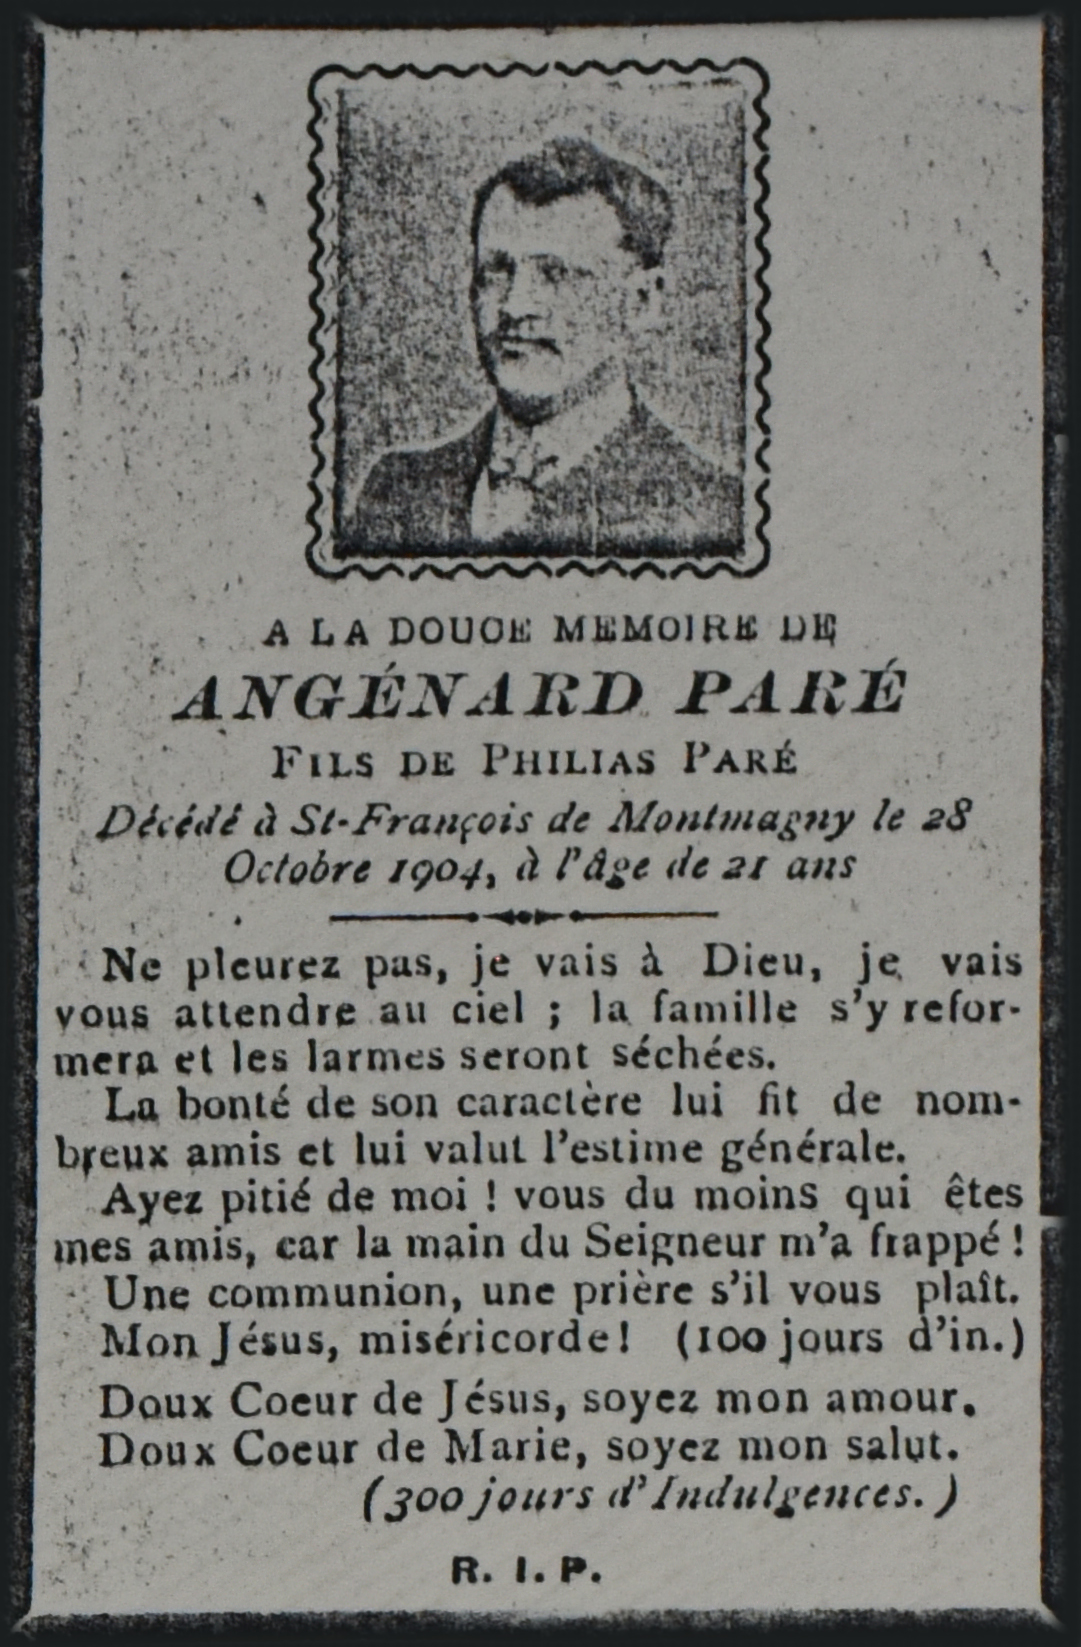 A LA DOUCE MEMOIRE DE
ANGÉNARD PARÉ
FILS DE PHILIAS PARÉ
Décédé à St-François de Montmagny le 28
Octobre 1904, à l'âge de 21 ans
Ne pleurez pas, je vais à Dieu, je vais
vous attendre au ciel ; la famille s'y refor-
mera et les larmes seront séchées.
La bonté de son caractère lui fit de nom-
breux amis et lui valut l'estime générale.
Ayez pitié de moi ! vous du moins qui êtes
mes amis, car la main du Seigneur m'a frappé !
Une communion, une prière s'il vous plaît.
Mon Jésus, miséricorde! (100 jours d'in.)
Doux Coeur de Jésus, soyez mon amour.
Doux Coeur de Marie, soyez mon salut.
(300 jours d'Indulgences.)
R. I. P.